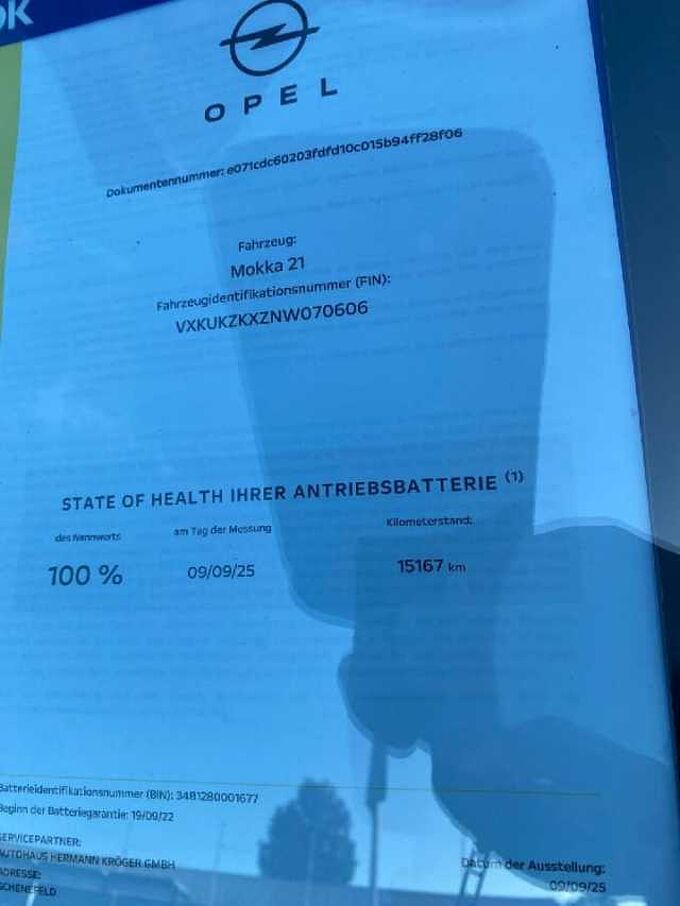 OK
OPEL
Dokumentennummer: e071cdc60203fdfd10c015b94ff28f06
Fahrzeug:
Mokka 21
Fahrzeugidentifikationsnummer (FIN):
VXKUKZKXZNW070606
STATE OF HEALTH IHRER ANTRIEBSBATTERIE (1)
des Nennwerts am Tag der Messung Kilometerstand:
100 % 09/09/25 15167 km
Batterieidentifikationsnummer (BIN): 3481280001677
Beginn der Batteriegarantie: 19/09/22
SERVICEPARTNER:
AUTOHAUS HERMANN KRÖGER GMBH
ADRESSE:
SCHENEFELD
Datum der Ausstellung:
09/09/25